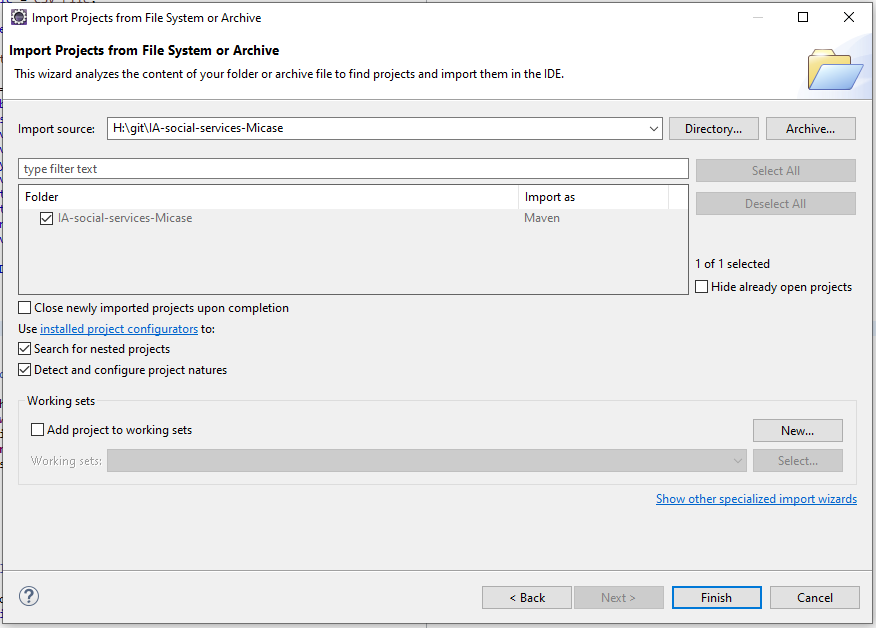 Import Projects from File System or Archive
Import Projects from File System or Archive
This wizard analyzes the content of your folder or archive file to find projects and import them in the IDE.
Import source: H:\git\IA-social-services-Micase Directory... Archive...
type filter text Select All
Folder Import as Deselect All
IA-social-services-Micase Maven
1 of 1 selected
Hide already open projects
Close newly imported projects upon completion
Use installed project configurators to:
Search for nested projects
Detect and configure project natures
Working sets
Add project to working sets New...
Working sets: Select...
Show other specialized import wizards
? < Back Next > Finish Cancel